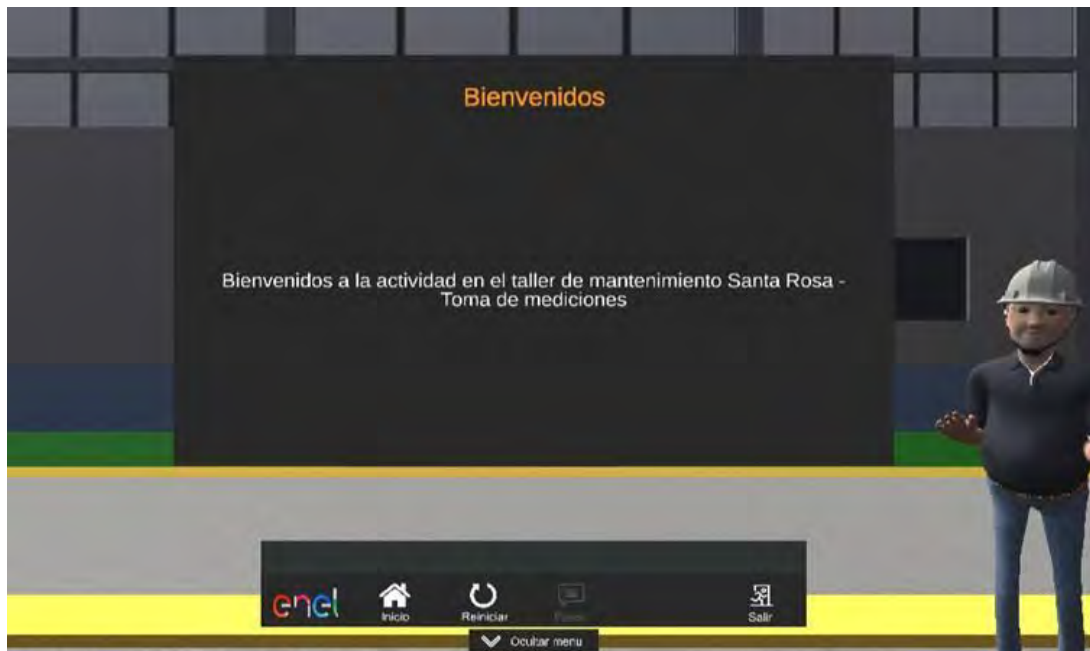 Bienvenidos
Bienvenidos a la actividad en el taller de mantenimiento Santa Rosa -
Toma de mediciones
enel
Inicio
Reiniciar
Salir
Ocultar menu